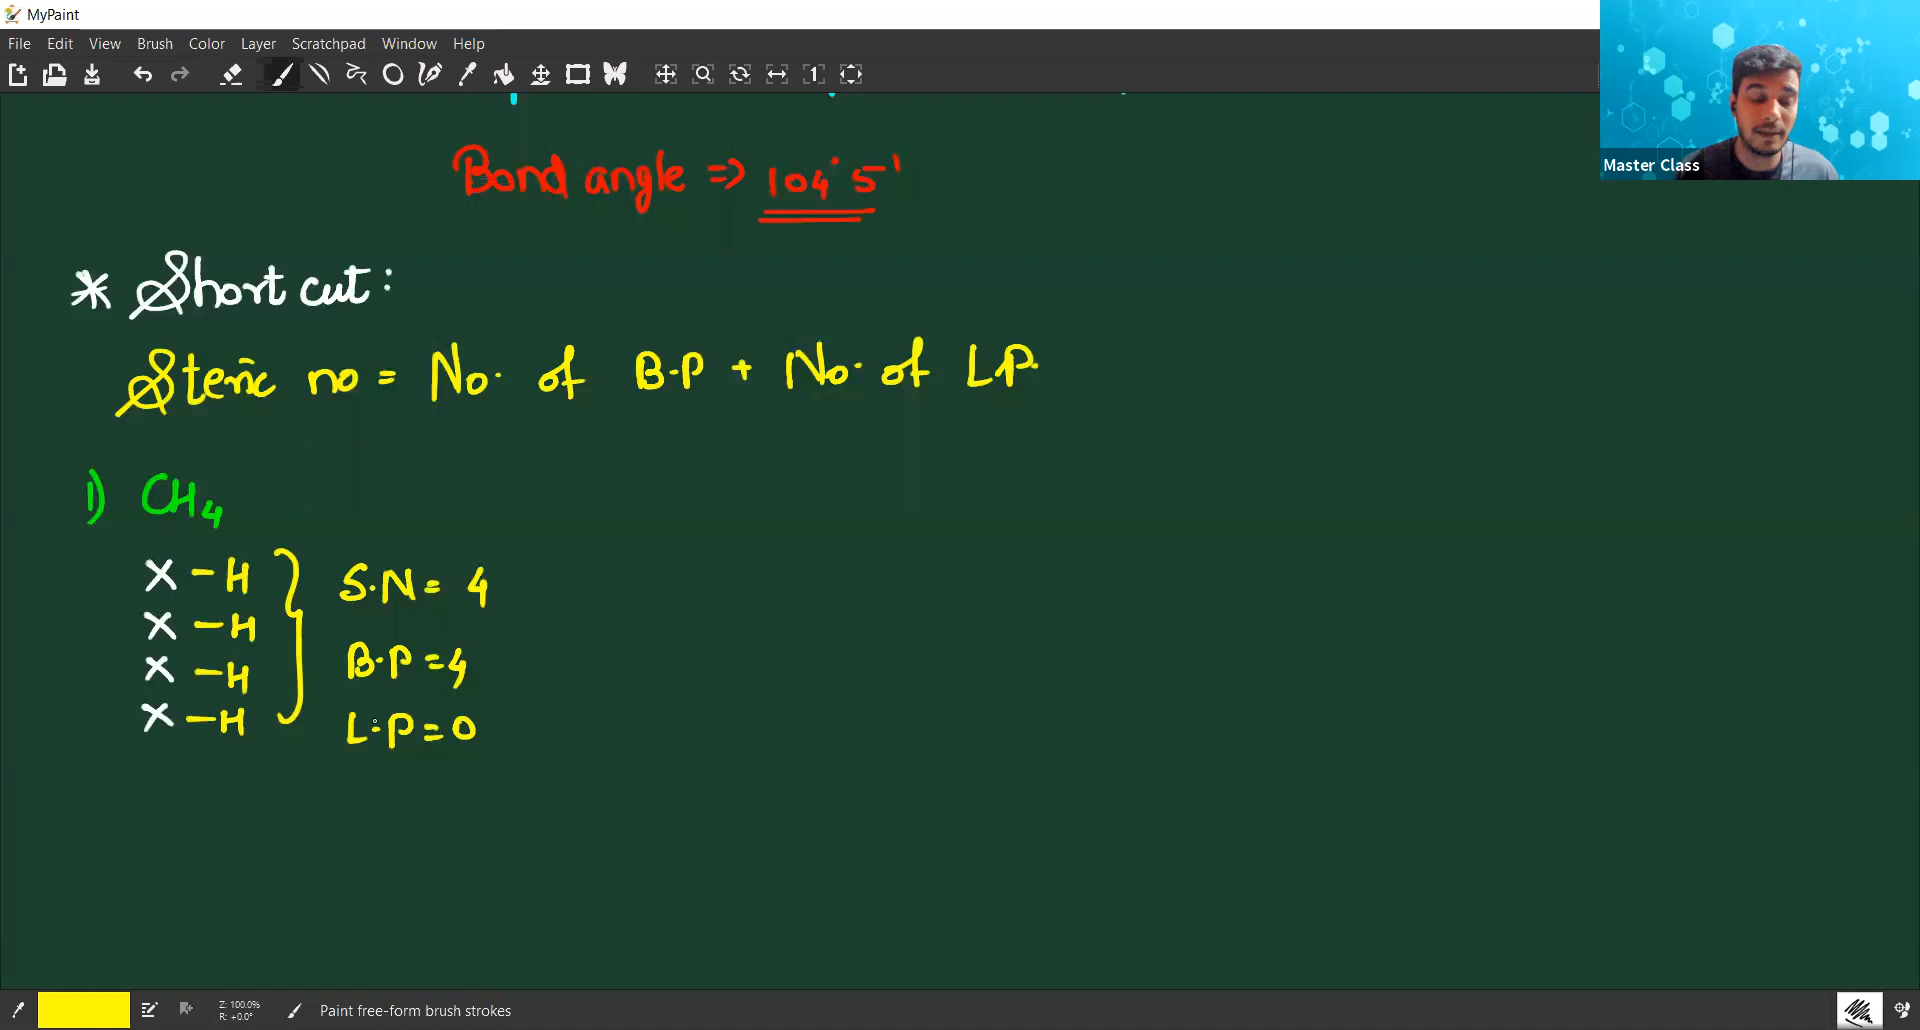 MyPaint
File Edit View Brush Color Layer Scratchpad Window Help
Master Class
Bond angle => 104° 5'
* Short cut:
Steric no = No. of B.P + No. of L.P.
1) CH₄
X - H
X - H
X - H
X - H
S.N = 4
B.P = 4
L.P = 0
Z: 100.0%
R: +0.0°
Paint free-form brush strokes